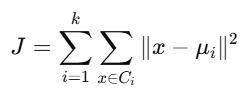 J = \sum_{i=1}^{k} \sum_{x \in C_i} \|x - \mu_i\|^2